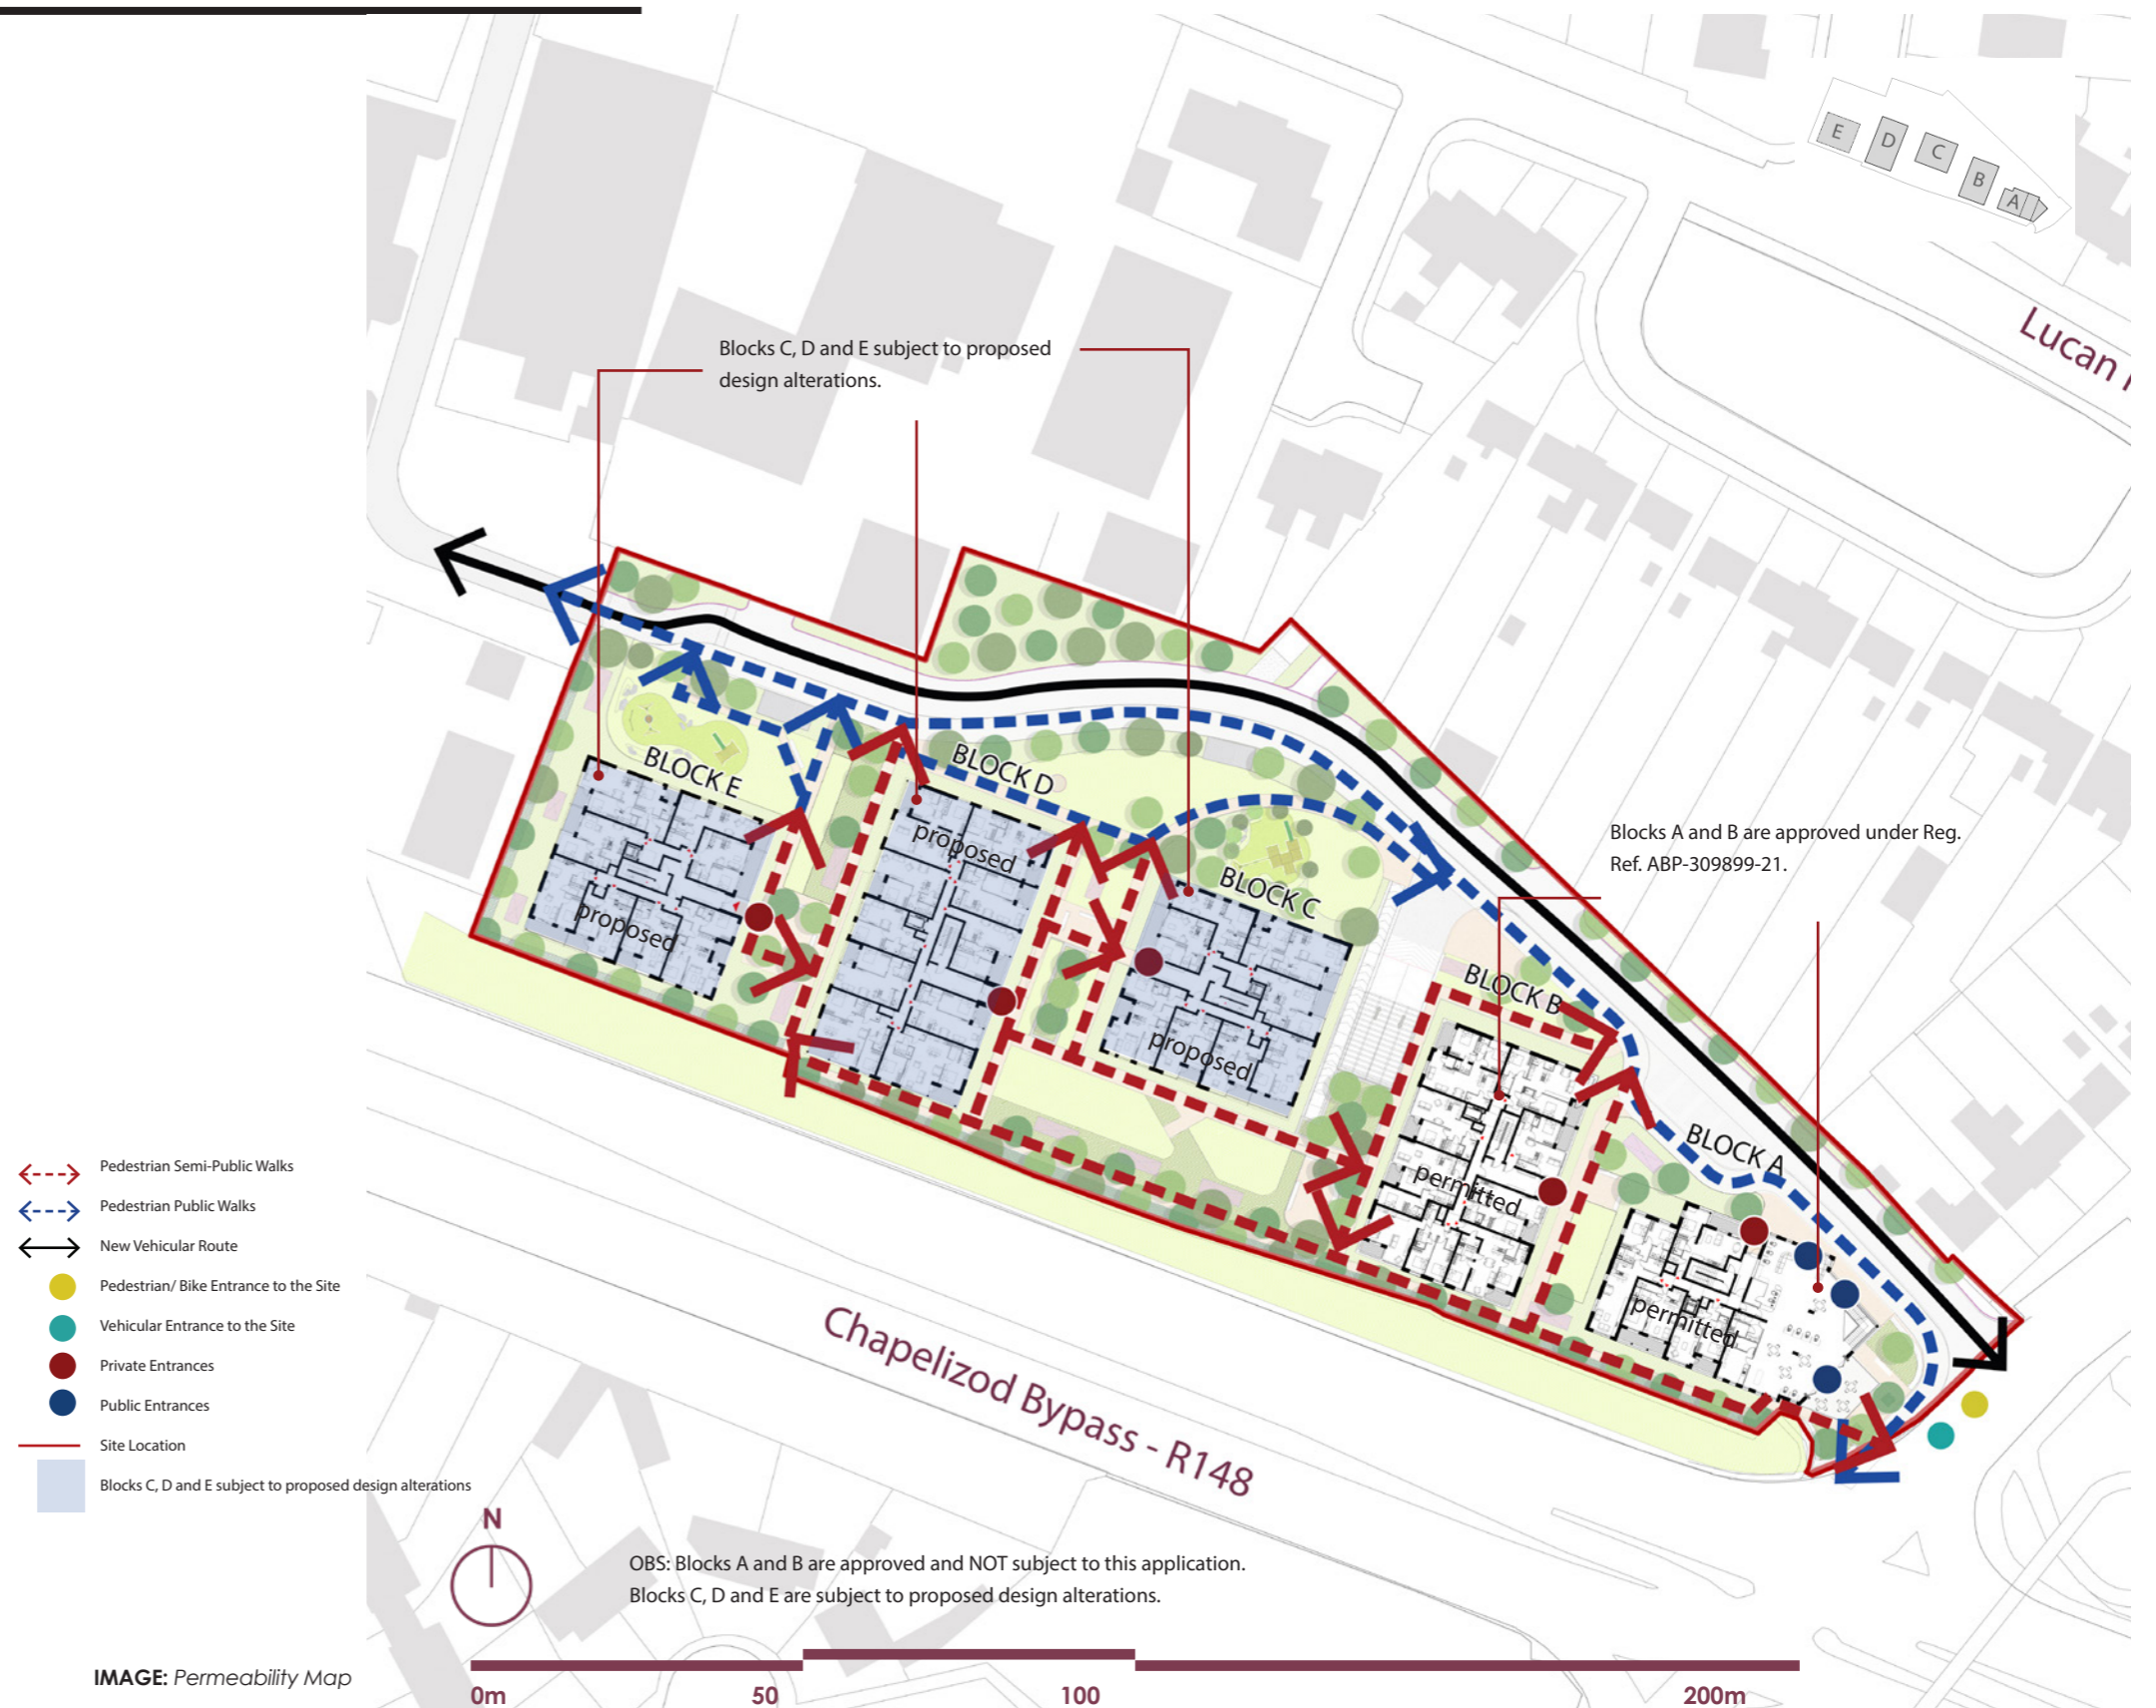 E
D
C
B
A
Lucan
Blocks C, D and E subject to proposed
design alterations.
BLOCK E
BLOCK D
proposed
BLOCK C
proposed
proposed
Blocks A and B are approved under Reg.
Ref. ABP-309899-21.
BLOCK B
BLOCK A
permitted
permitted
Chapelizod Bypass - R148
Pedestrian Semi-Public Walks
Pedestrian Public Walks
New Vehicular Route
Pedestrian/ Bike Entrance to the Site
Vehicular Entrance to the Site
Private Entrances
Public Entrances
Site Location
Blocks C, D and E subject to proposed design alterations
N
OBS: Blocks A and B are approved and NOT subject to this application.
Blocks C, D and E are subject to proposed design alterations.
IMAGE: Permeability Map
0m 50 100 200m